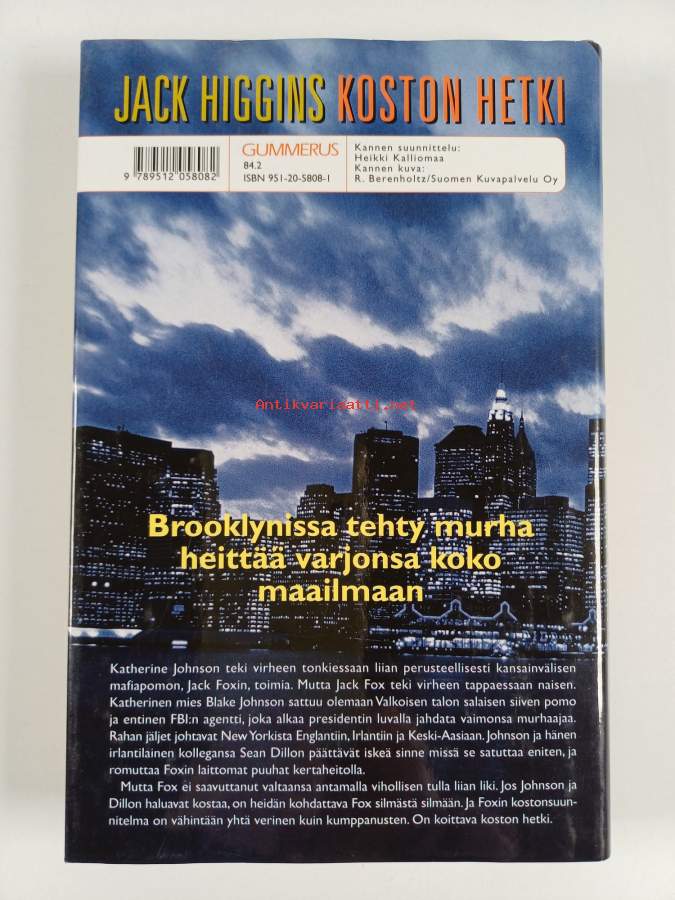 JACK HIGGINS KOSTON HETKI
9 789512 058082
GUMMERUS
84.2
ISBN 951-20-5808-1
Kannen suunnittelu:
Heikki Kalliomaa
Kannen kuva:
R. Berenholtz/Suomen Kuvapalvelu Oy
Antikvariaatti.net
Brooklynissa tehty murha
heittää varjonsa koko
maailmaan
Katherine Johnson teki virheen tonkiessaan liian perusteellisesti kansainvälisen
mafiapomon, Jack Foxin, toimia. Mutta Jack Fox teki virheen tappaessaan naisen.
Katherinen mies Blake Johnson sattuu olemaan Valkoisen talon salaisen siiven pomo
ja entinen FBI:n agentti, joka alkaa presidentin luvalla jahdata vaimonsa murhaajaa.
Rahan jäljet johtavat New Yorkista Englantiin, Irlantiin ja Keski-Aasiaan. Johnson ja hänen
irlantilainen kollegansa Sean Dillon päättävät iskeä sinne missä se satuttaa eniten, ja
romuttaa Foxin laittomat puuhat kertaheitolla.
Mutta Fox ei saavuttanut valtaansa antamalla vihollisen tulla liian liki. Jos Johnson ja
Dillon haluavat kostaa, on heidän kohdattava Fox silmästä silmään. Ja Foxin kostonsuun-
nitelma on vähintään yhtä verinen kuin kumppanusten. On koittava koston hetki.